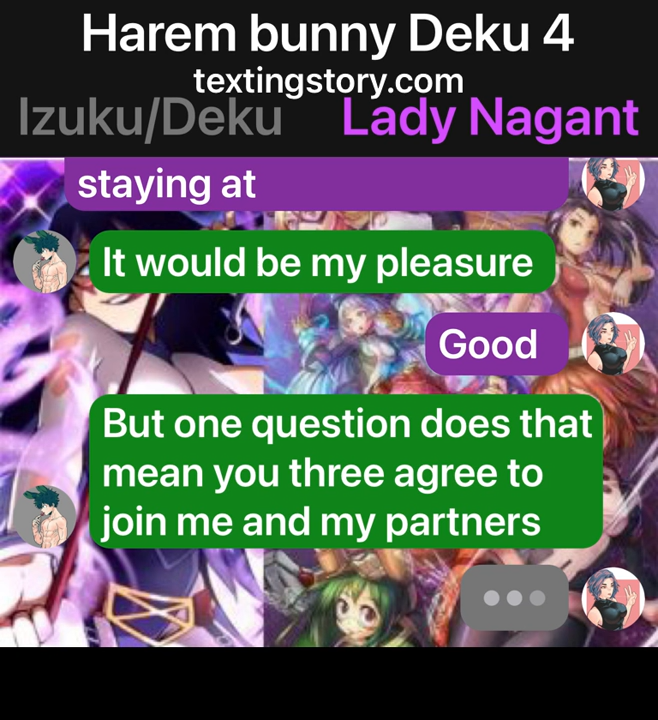 Harem bunny Deku 4
textingstory.com
Izuku/Deku Lady Nagant
staying at
It would be my pleasure
Good
But one question does that
mean you three agree to
join me and my partners